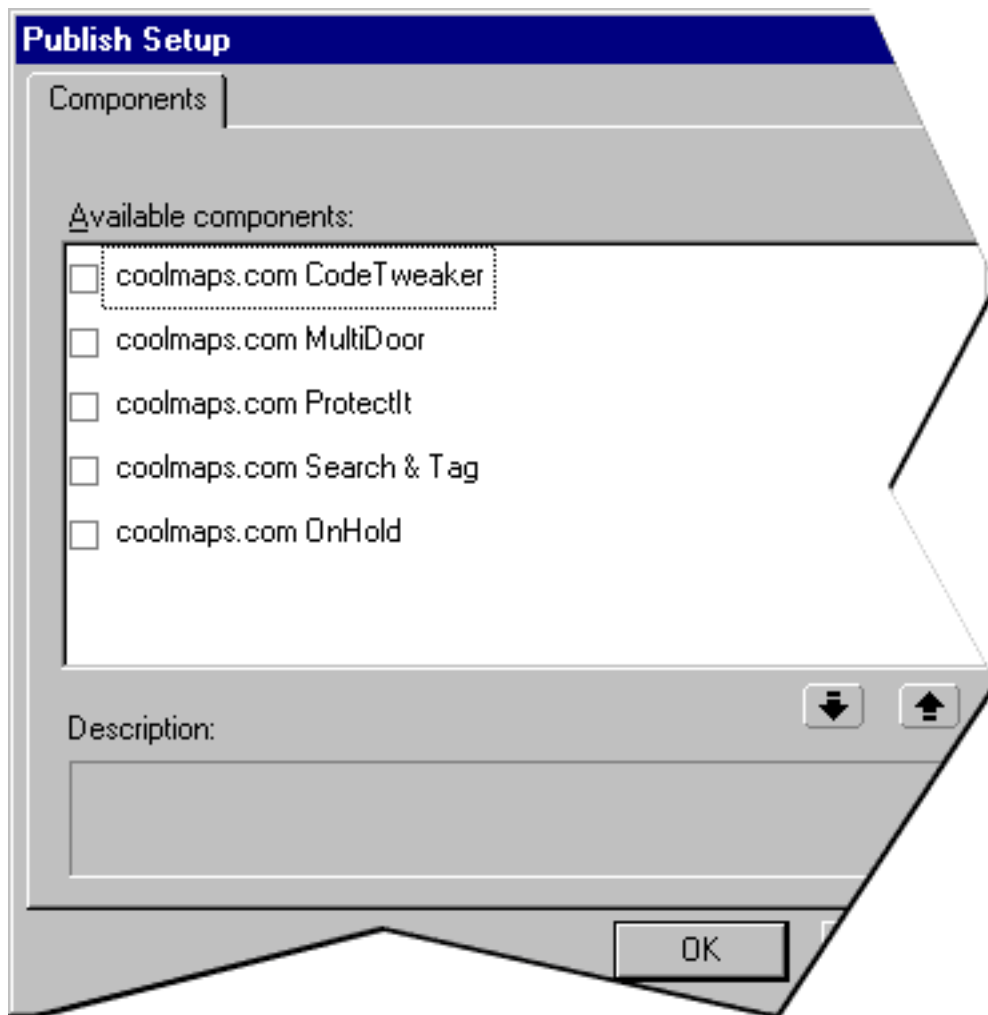 Publish Setup
Components
Available components:
coolmaps.com CodeTweaker
coolmaps.com MultiDoor
coolmaps.com ProtectIt
coolmaps.com Search & Tag
coolmaps.com OnHold
Description:
OK